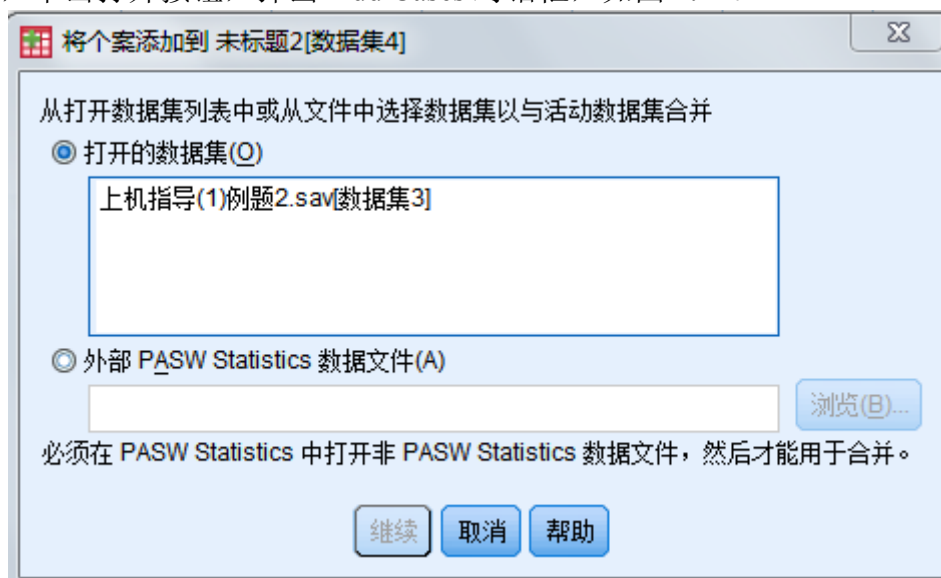 将个案添加到 未标题2[数据集4]
从打开数据集列表中或从文件中选择数据集以与活动数据集合并
打开的数据集(O)
上机指导(1)例题2.sav[数据集3]
外部 PASW Statistics 数据文件(A)
浏览(B)...
必须在 PASW Statistics 中打开非 PASW Statistics 数据文件，然后才能用于合并。
继续 取消 帮助